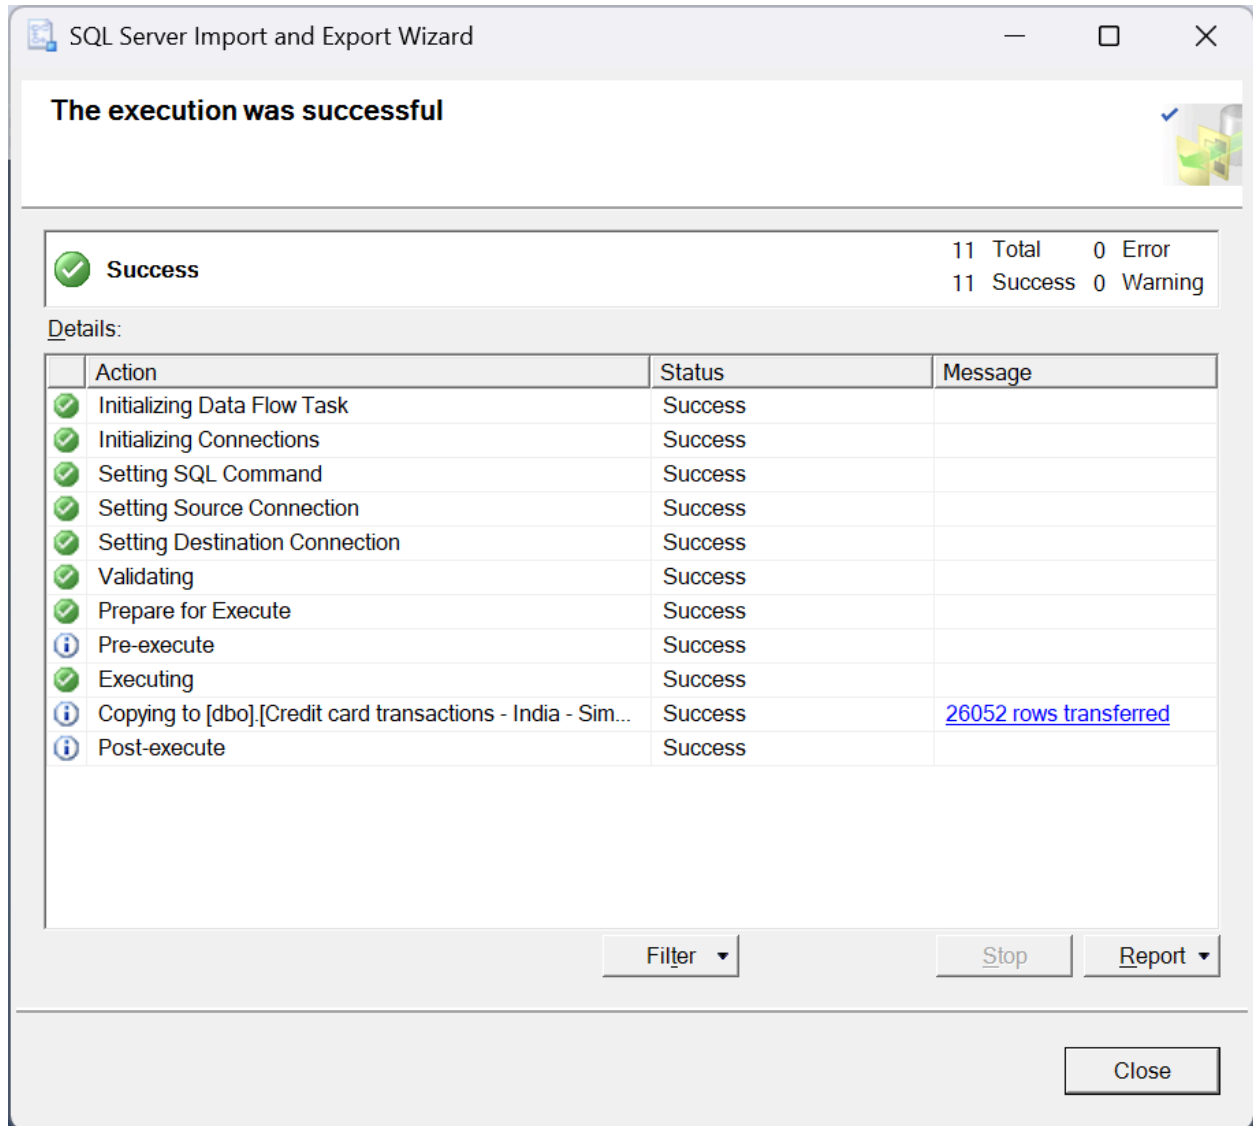 SQL Server Import and Export Wizard
The execution was successful
Success
11 Total 0 Error
11 Success 0 Warning
Details:
Action Status Message
Initializing Data Flow Task Success
Initializing Connections Success
Setting SQL Command Success
Setting Source Connection Success
Setting Destination Connection Success
Validating Success
Prepare for Execute Success
Pre-execute Success
Executing Success
Copying to [dbo].[Credit card transactions - India - Sim... Success 26052 rows transferred
Post-execute Success
Filter Stop Report
Close